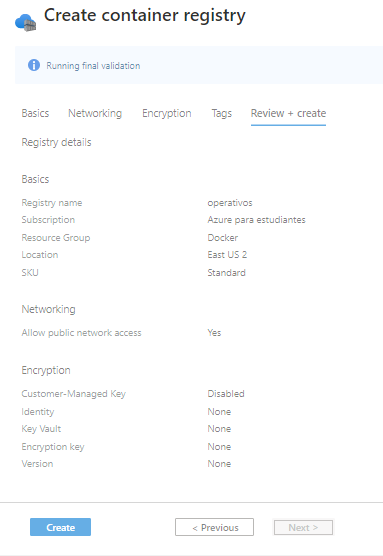 Create container registry
Running final validation
Basics Networking Encryption Tags Review + create
Registry details
Basics
Registry name operativos
Subscription Azure para estudiantes
Resource Group Docker
Location East US 2
SKU Standard
Networking
Allow public network access Yes
Encryption
Customer-Managed Key Disabled
Identity None
Key Vault None
Encryption key None
Version None
Create < Previous Next >